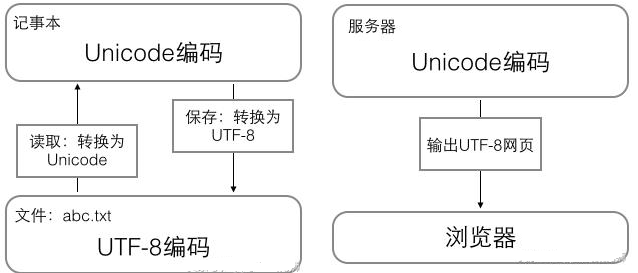 记事本
Unicode编码
读取：转换为
Unicode
保存：转换为
UTF-8
文件：abc.txt
UTF-8编码
服务器
Unicode编码
输出UTF-8网页
浏览器